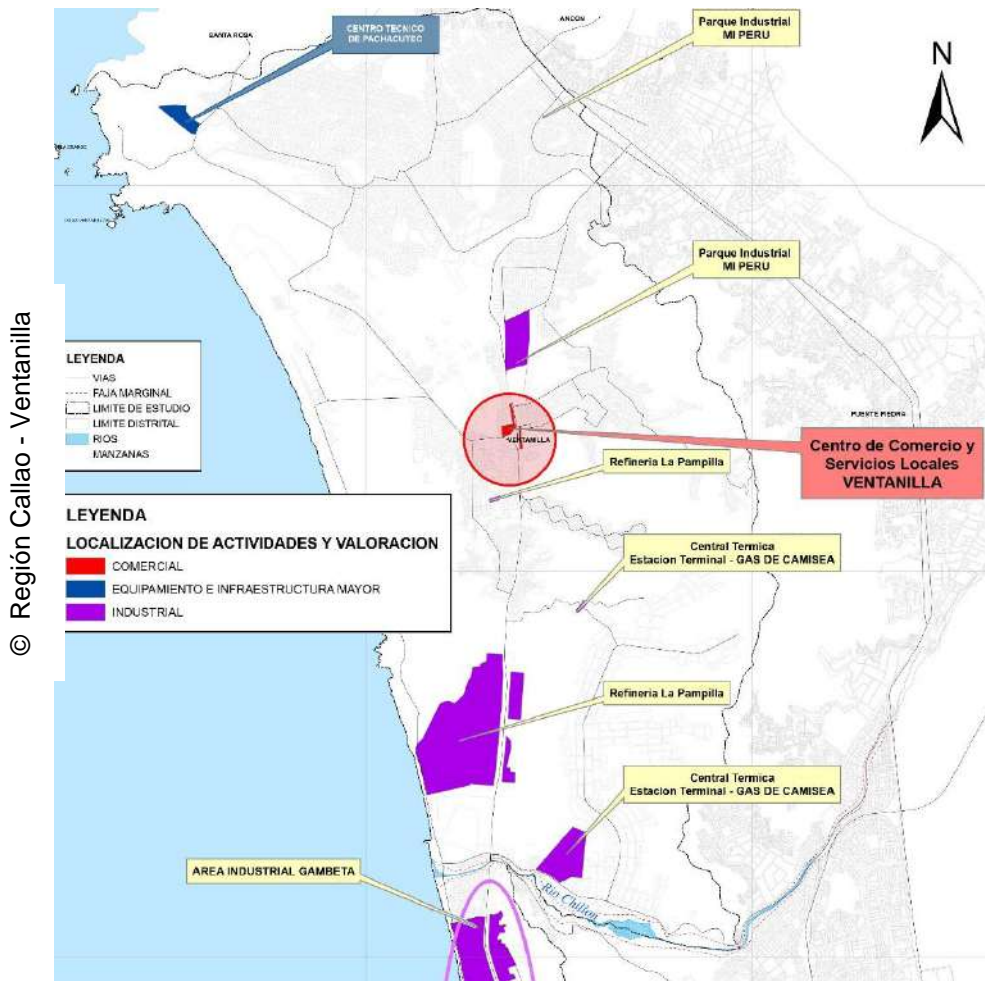 CENTRO TECNICO
DE PACHACUTEC
SANTA ROSA
ANCON
Parque Industrial
MI PERU
N
Parque Industrial
MI PERU
© Región Callao - Ventanilla
LEYENDA
VIAS
FAJA MARGINAL
LIMITE DE ESTUDIO
LIMITE DISTRITAL
RIOS
MANZANAS
PUENTE PIEDRA
VENTANILLA
Centro de Comercio y
Servicios Locales
VENTANILLA
Refineria La Pampilla
LEYENDA
LOCALIZACION DE ACTIVIDADES Y VALORACION
COMERCIAL
EQUIPAMIENTO E INFRAESTRUCTURA MAYOR
INDUSTRIAL
Central Termica
Estacion Terminal - GAS DE CAMISEA
Refineria La Pampilla
Central Termica
Estacion Terminal - GAS DE CAMISEA
AREA INDUSTRIAL GAMBETA
Rio Chillon